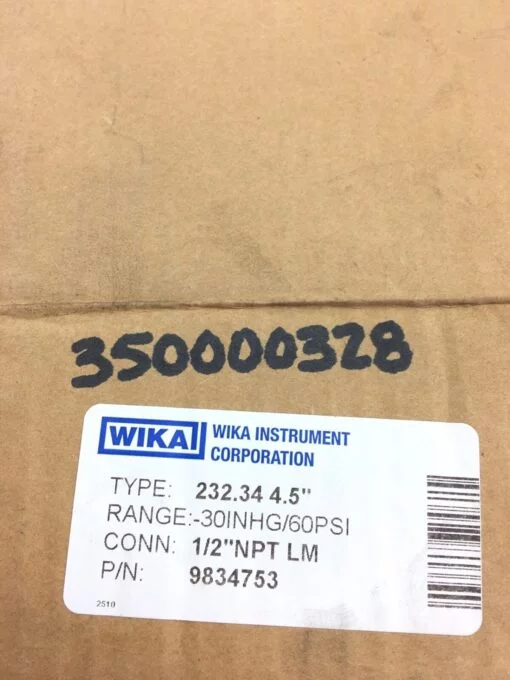 350000328
WIKA
WIKA INSTRUMENT
CORPORATION
TYPE: 232.34 4.5"
RANGE:-30INHG/60PSI
CONN: 1/2"NPT LM
P/N: 9834753
2510